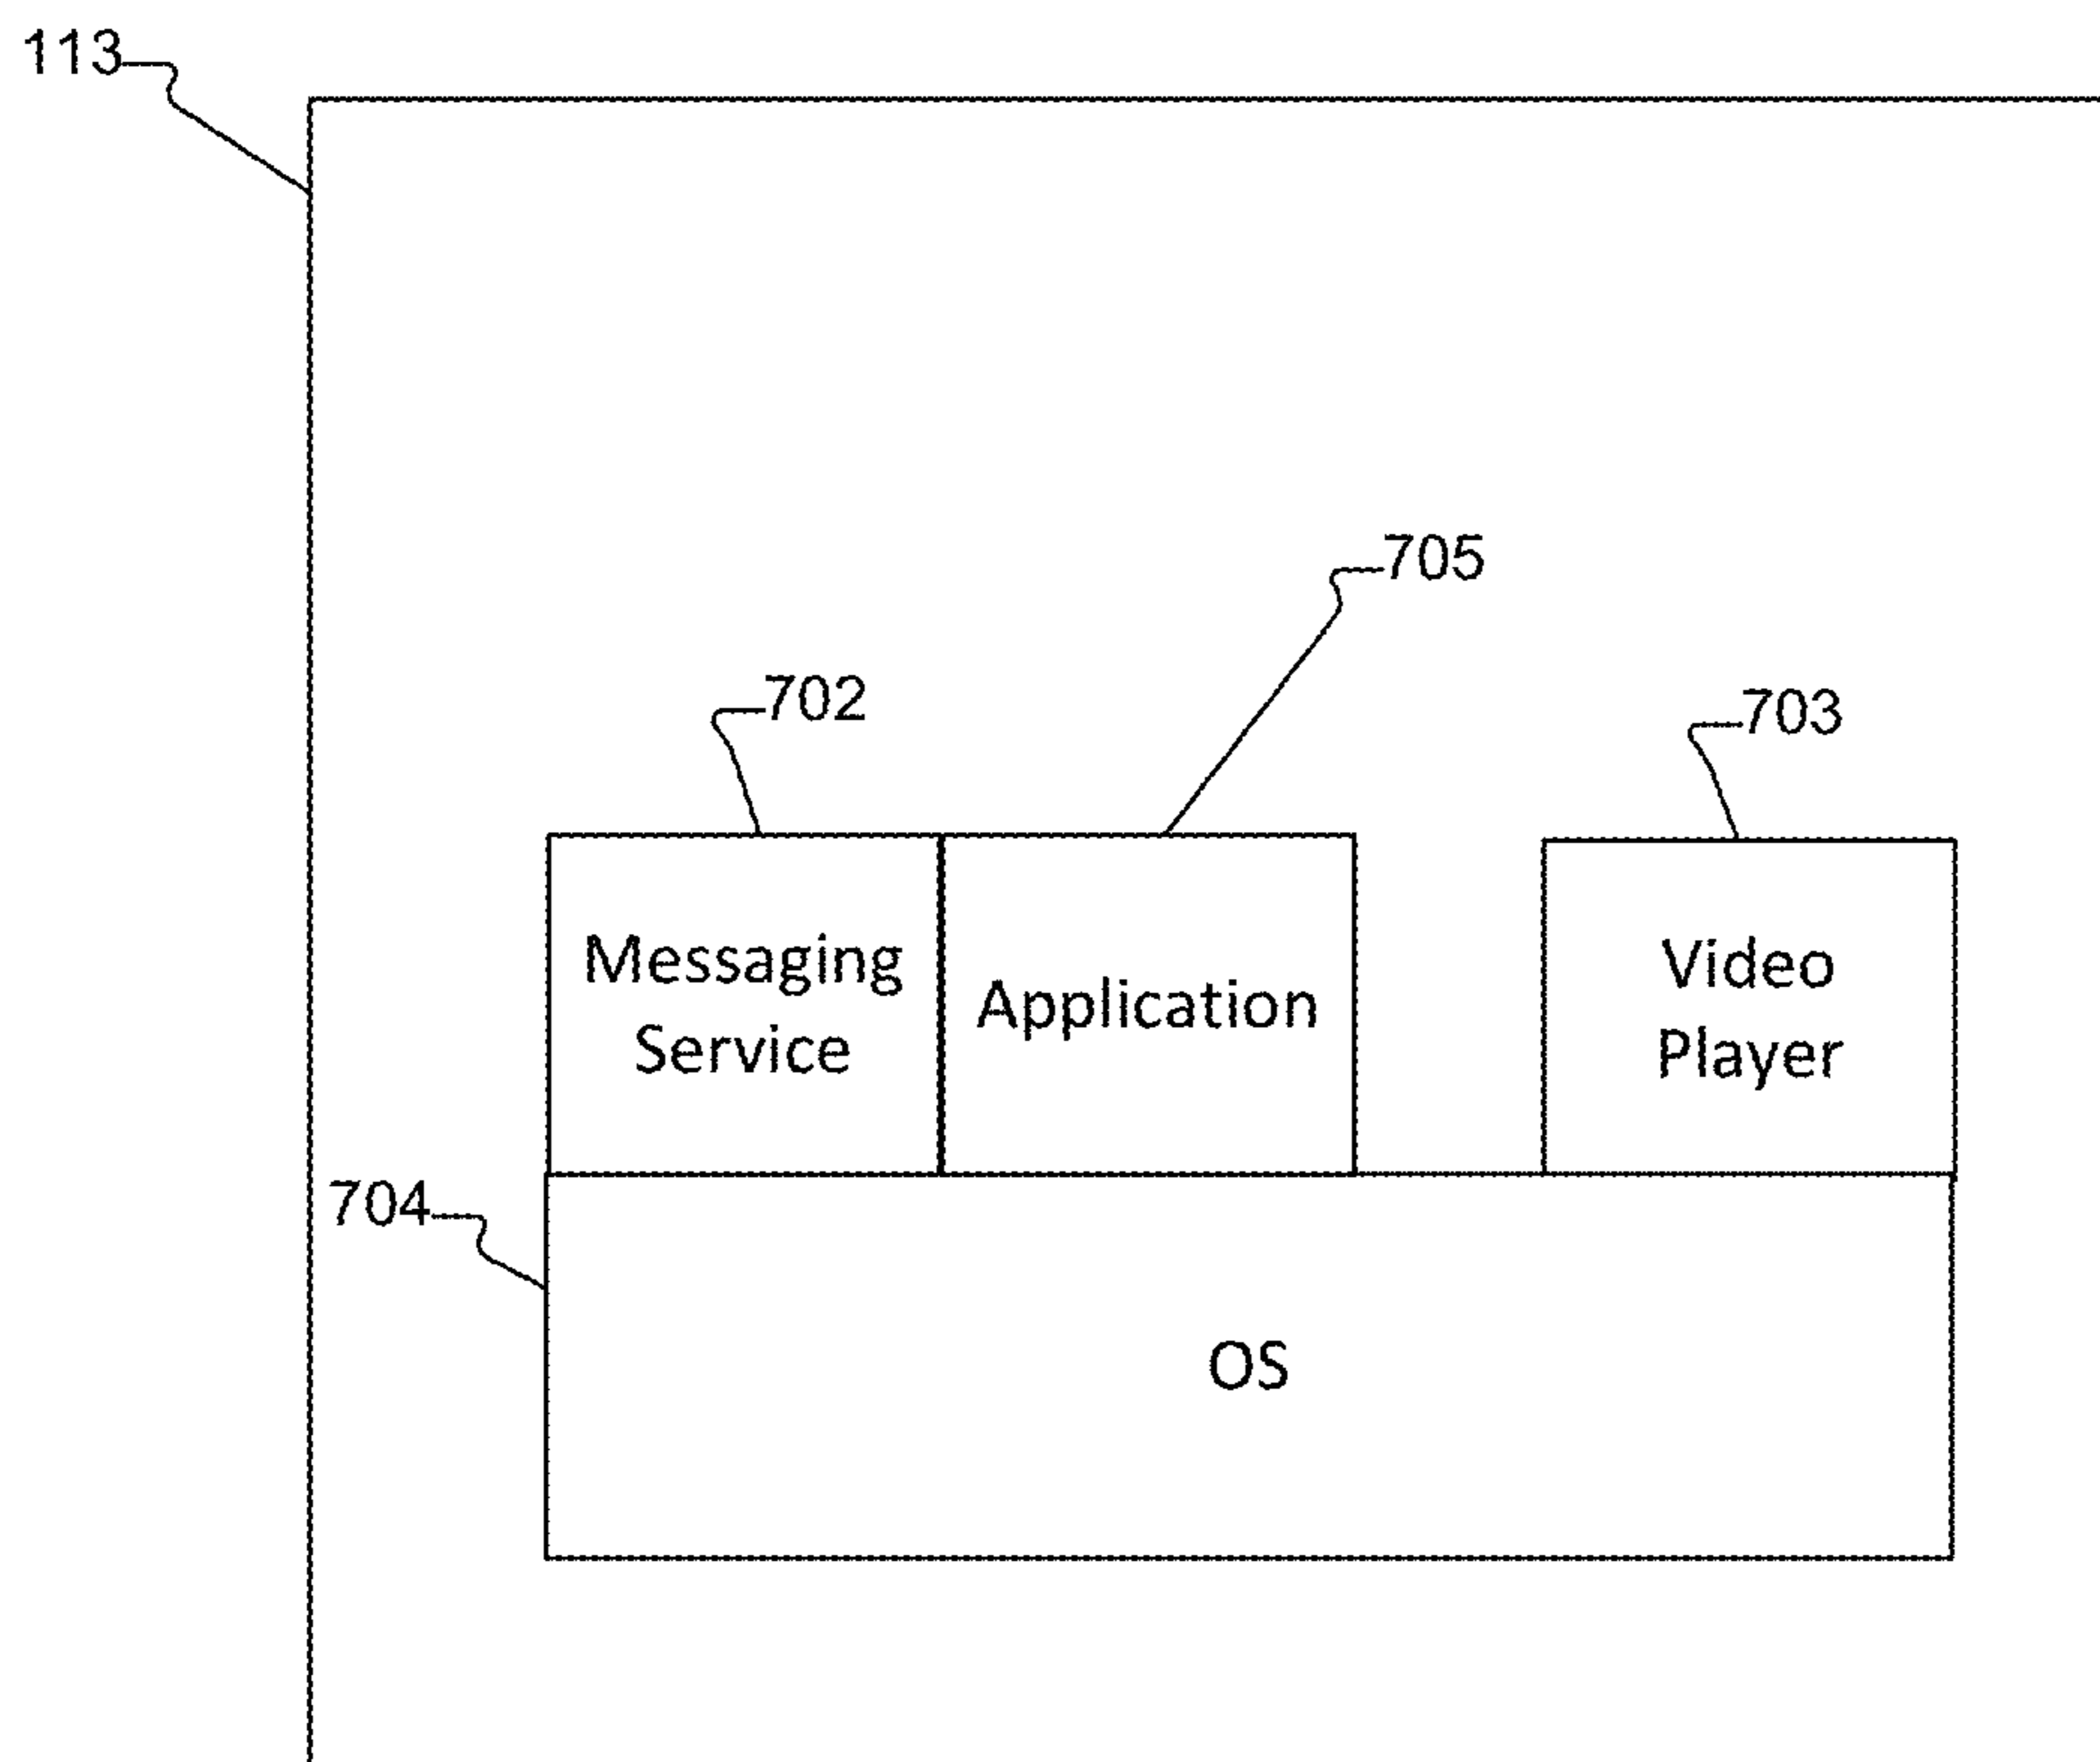 113
705
702
703
Messaging
Service
Application
Video
Player
704
OS